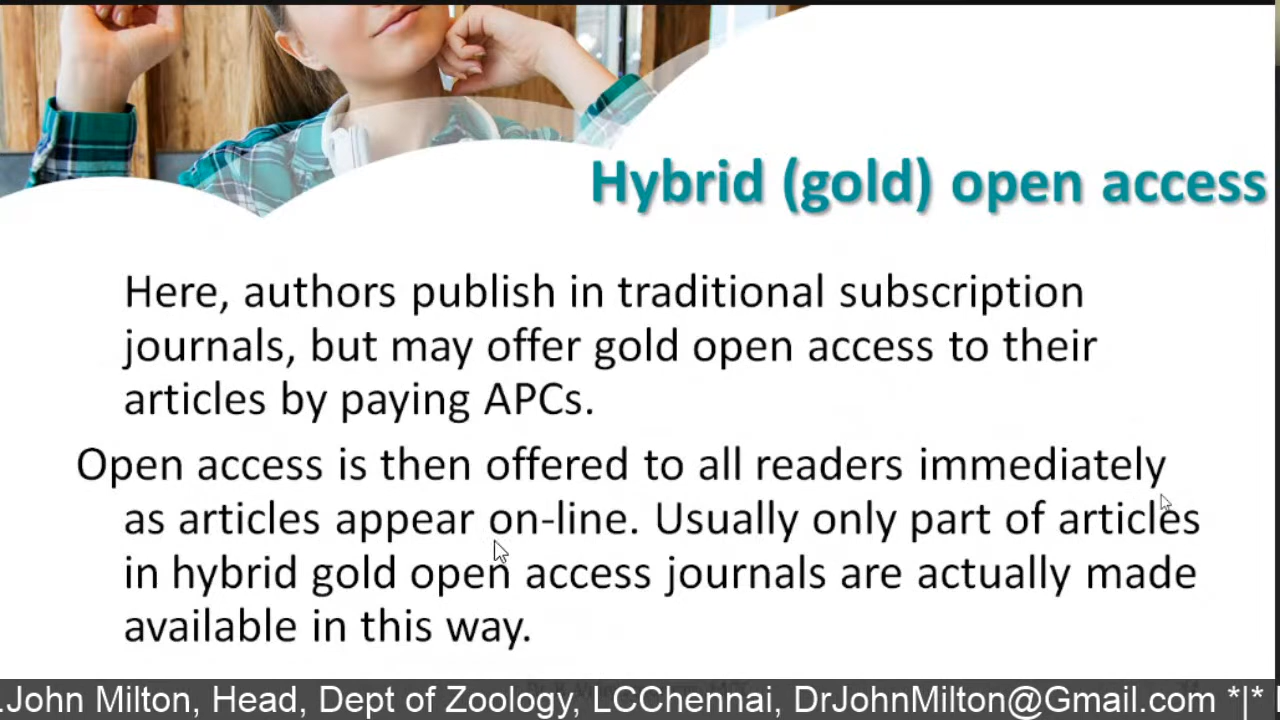 Hybrid (gold) open access
Here, authors publish in traditional subscription
journals, but may offer gold open access to their
articles by paying APCs.
Open access is then offered to all readers immediately
as articles appear on-line. Usually only part of articles
in hybrid gold open access journals are actually made
available in this way.
.John Milton, Head, Dept of Zoology, LCChennai, DrJohnMilton@Gmail.com *|*